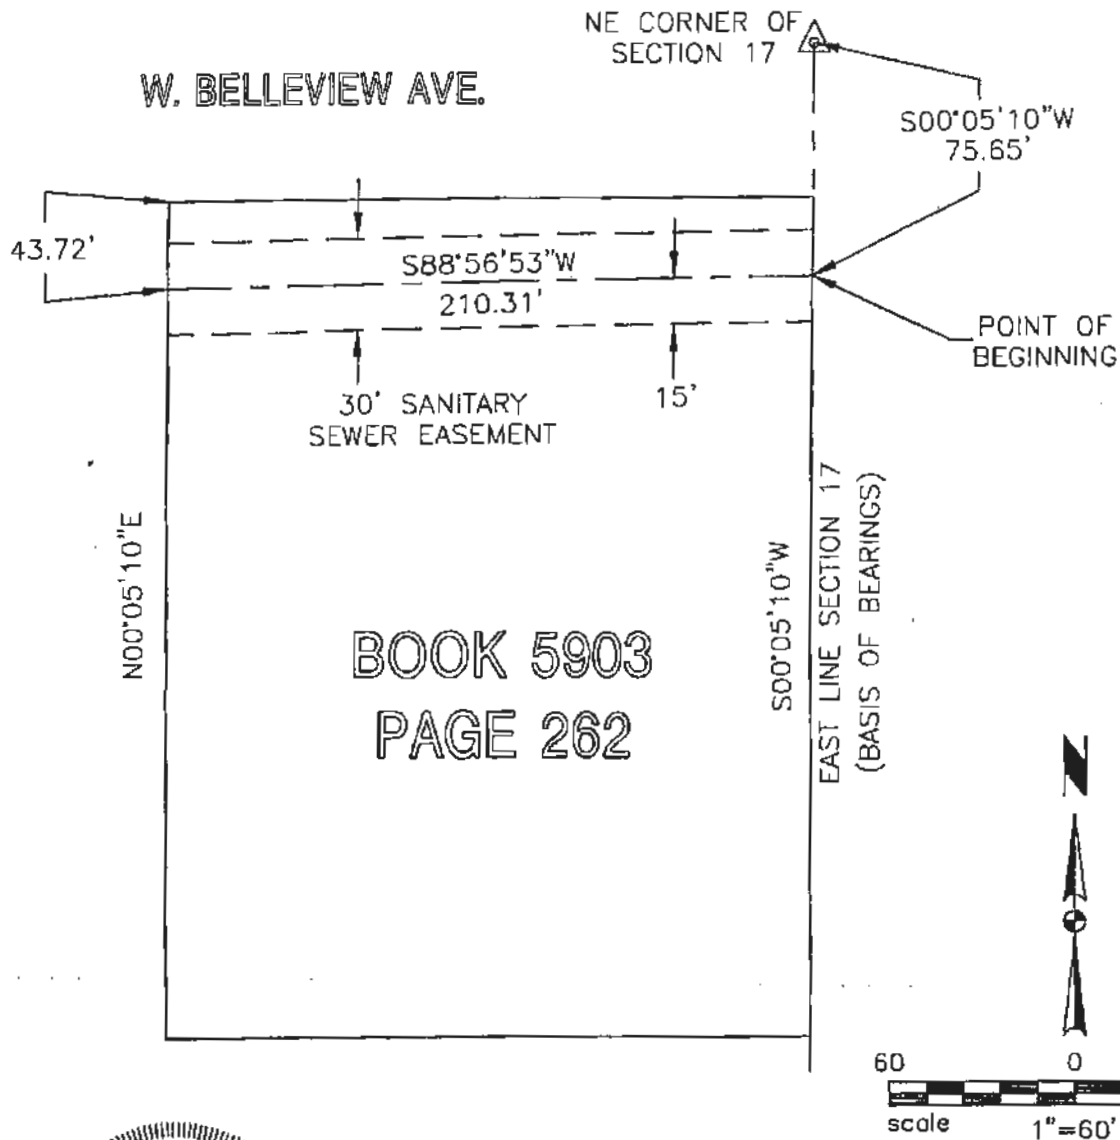 NE CORNER OF
SECTION 17
W. BELLEVIEW AVE.
S00°05'10"W
75.65'
43.72'
S88°56'53"W
210.31'
POINT OF
BEGINNING
30' SANITARY
SEWER EASEMENT
15'
N00°05'10"E
S00°05'10"W
EAST LINE SECTION 17
(BASIS OF BEARINGS)
BOOK 5903
PAGE 262
N
60 0
scale 1"=60'